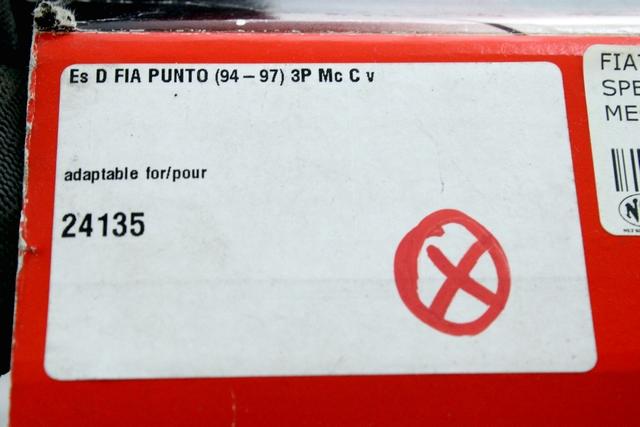 Es D FIA PUNTO (94 – 97) 3P Mc C v
adaptable for/pour
24135
FIAT
SPE
ME